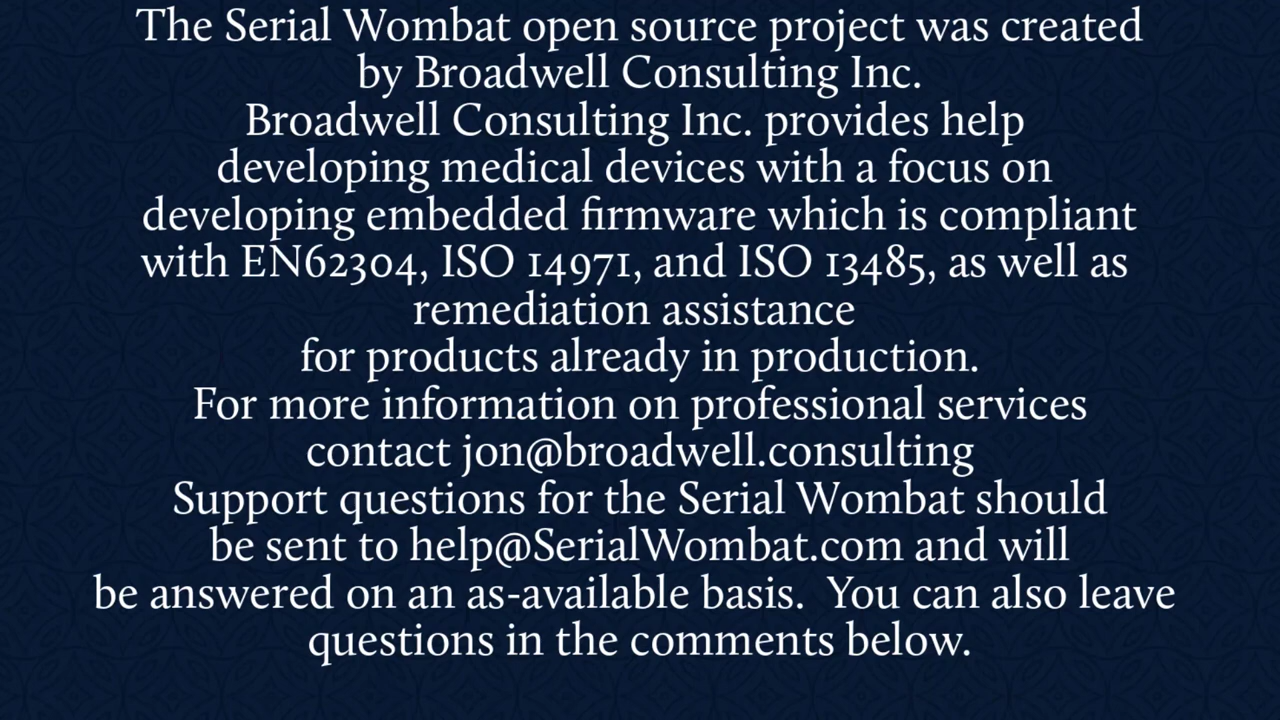 The Serial Wombat open source project was created
by Broadwell Consulting Inc.
Broadwell Consulting Inc. provides help
developing medical devices with a focus on
developing embedded firmware which is compliant
with EN62304, ISO 14971, and ISO 13485, as well as
remediation assistance
for products already in production.
For more information on professional services
contact jon@broadwell.consulting
Support questions for the Serial Wombat should
be sent to help@SerialWombat.com and will
be answered on an as-available basis.  You can also leave
questions in the comments below.